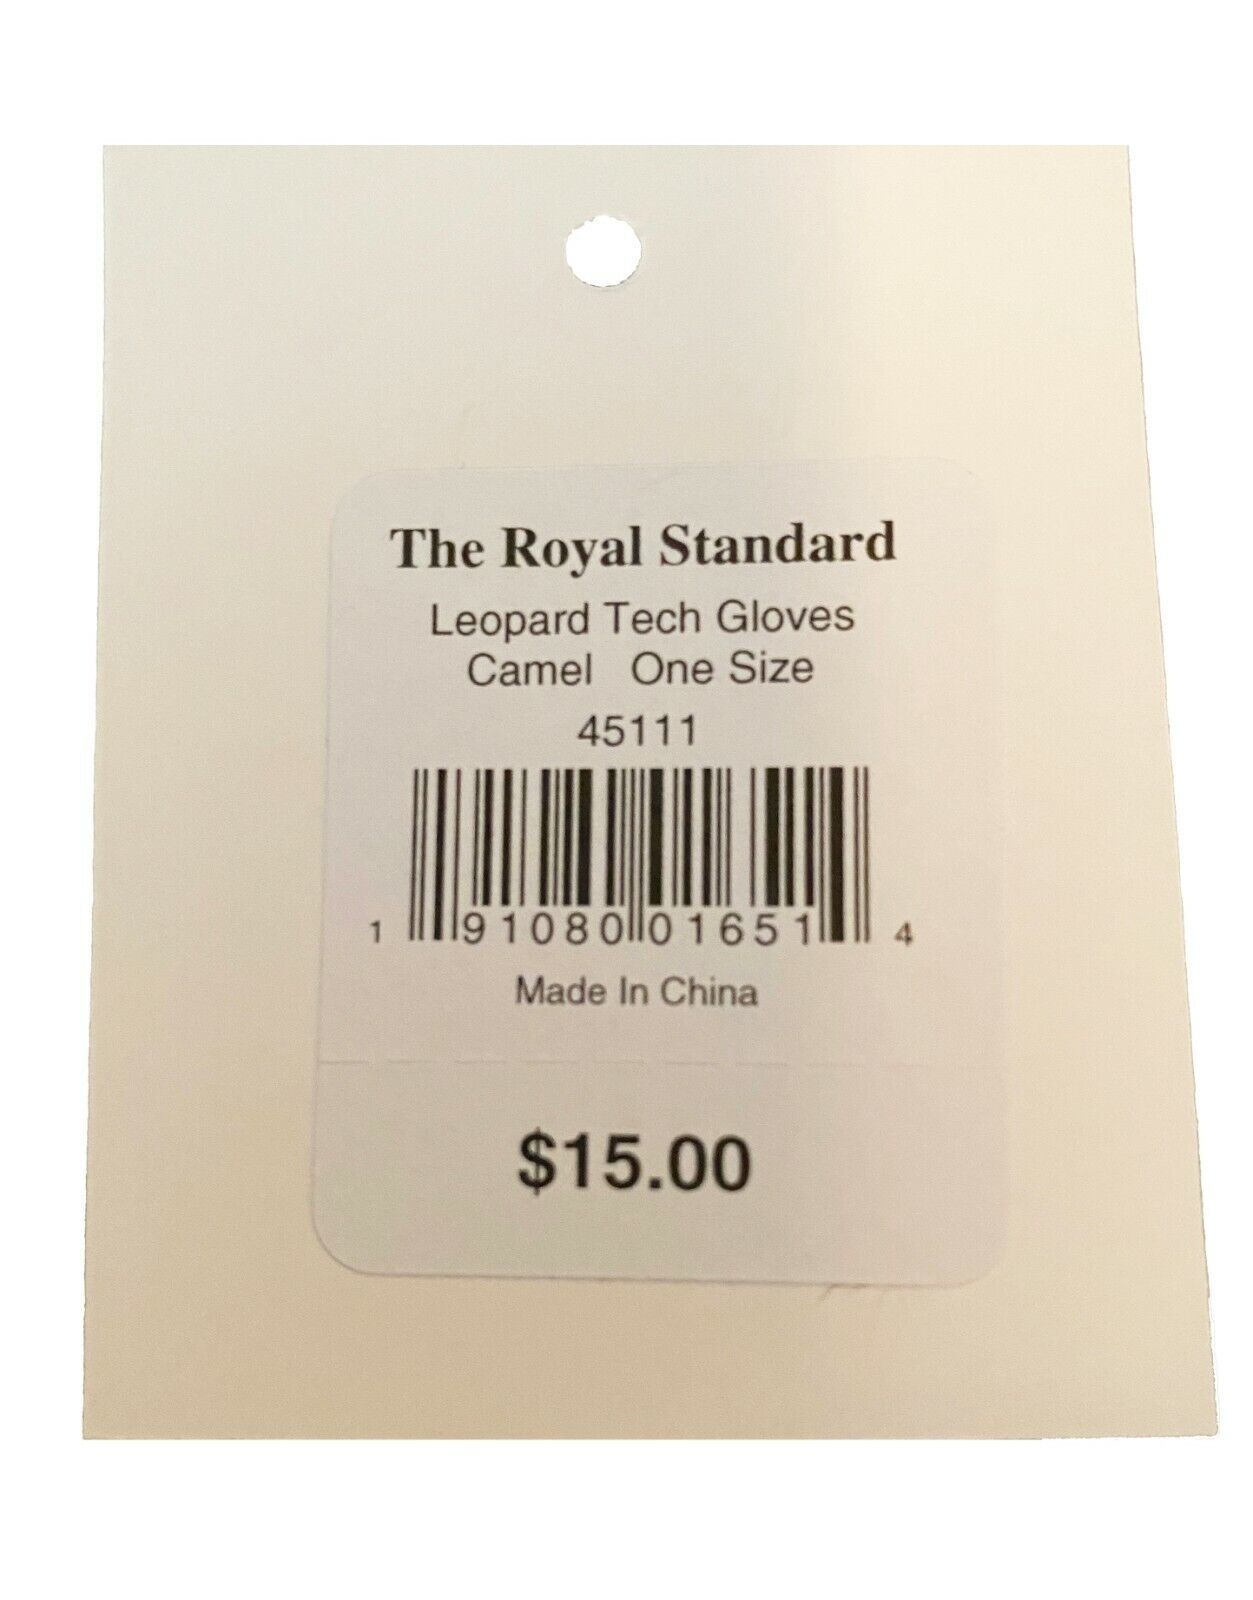 The Royal Standard
Leopard Tech Gloves
Camel One Size
45111
1 91080 01651 4
Made In China
$15.00